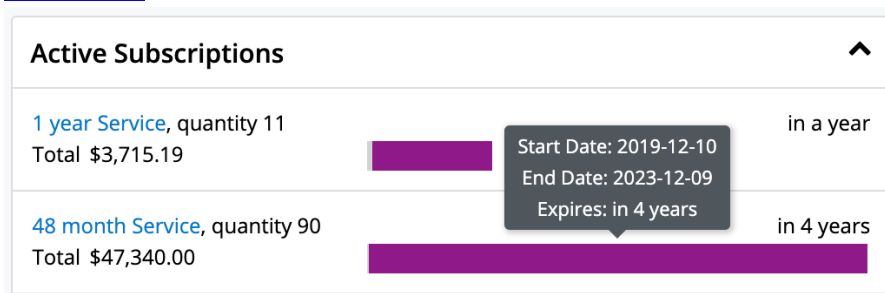 Active Subscriptions
1 year Service, quantity 11
in a year
Total $3,715.19
Start Date: 2019-12-10
End Date: 2023-12-09
Expires: in 4 years
48 month Service, quantity 90
in 4 years
Total $47,340.00